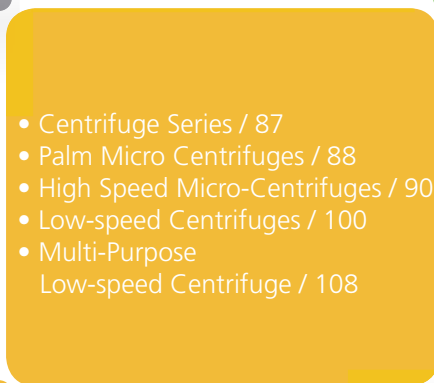 • Centrifuge Series / 87
• Palm Micro Centrifuges / 88
• High Speed Micro-Centrifuges / 90
• Low-speed Centrifuges / 100
• Multi-Purpose
Low-speed Centrifuge / 108